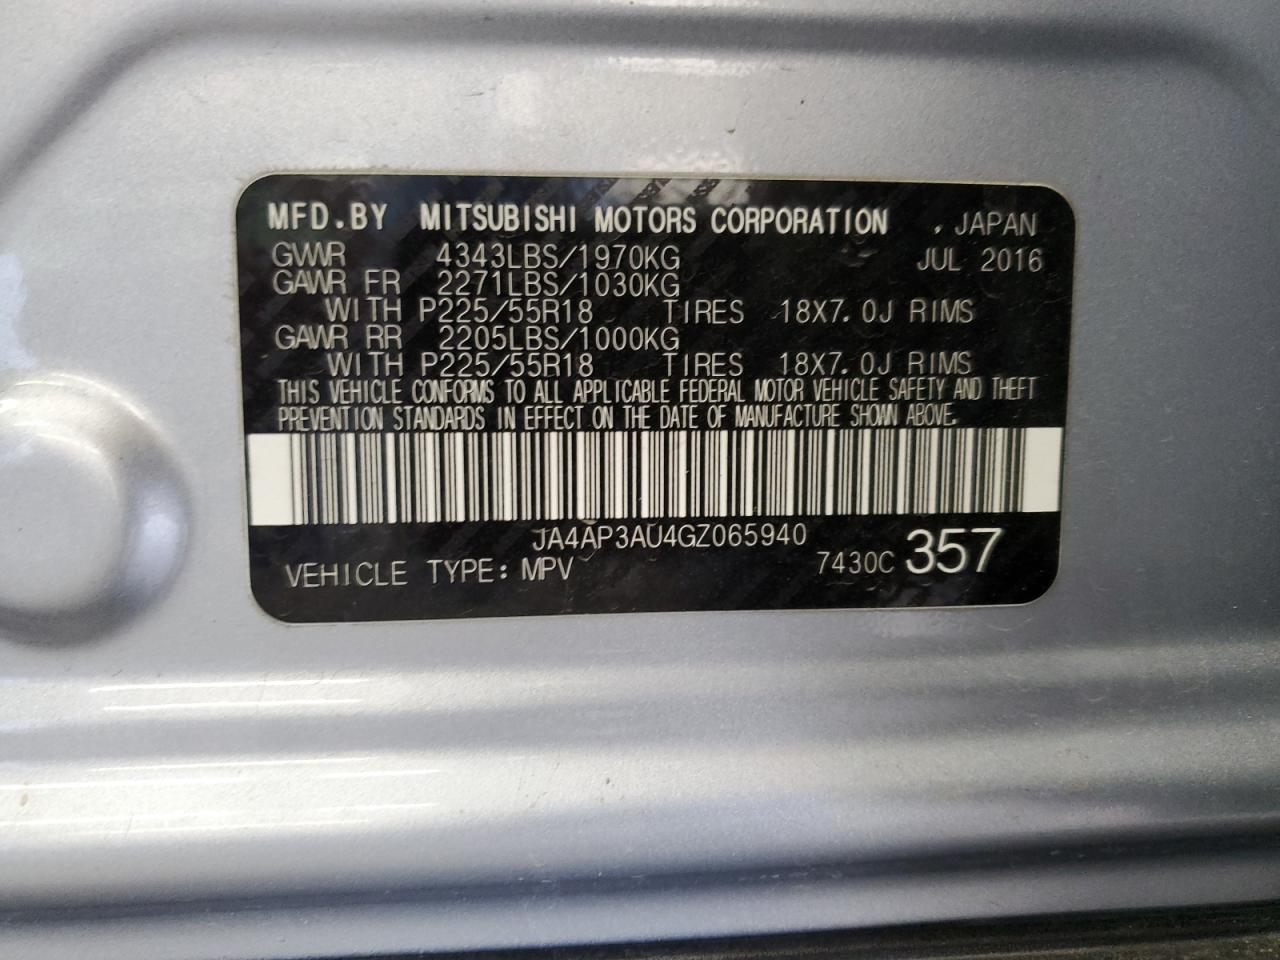 MFD.BY MITSUBISHI MOTORS CORPORATION , JAPAN
GVWR 4343LBS/1970KG JUL 2016
GAWR FR 2271LBS/1030KG
WITH P225/55R18 TIRES 18X7.0J RIMS
GAWR RR 2205LBS/1000KG
WITH P225/55R18 TIRES 18X7.0J RIMS
THIS VEHICLE CONFORMS TO ALL APPLICABLE FEDERAL MOTOR VEHICLE SAFETY AND THEFT
PREVENTION STANDARDS IN EFFECT ON THE DATE OF MANUFACTURE SHOWN ABOVE.
JA4AP3AU4GZ065940
VEHICLE TYPE: MPV 7430C 357